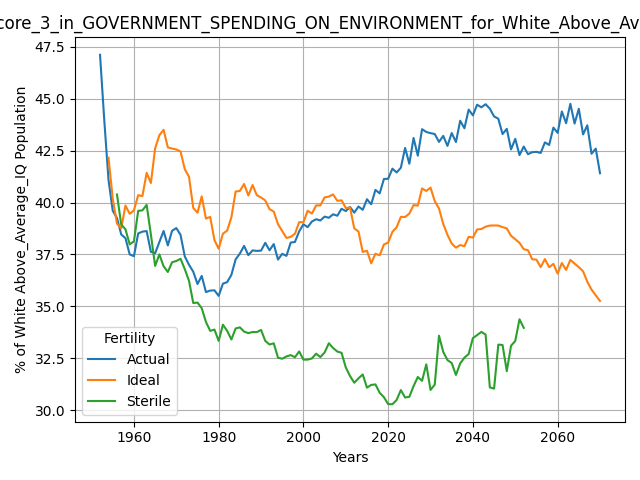 core_3_in_GOVERNMENT_SPENDING_ON_ENVIRONMENT_for_White_Above_Av
47.5
45.0
42.5
40.0
37.5
35.0
32.5
30.0
% of White Above_Average_IQ Population
Fertility
Actual
Ideal
Sterile
1960 1980 2000 2020 2040 2060
Years